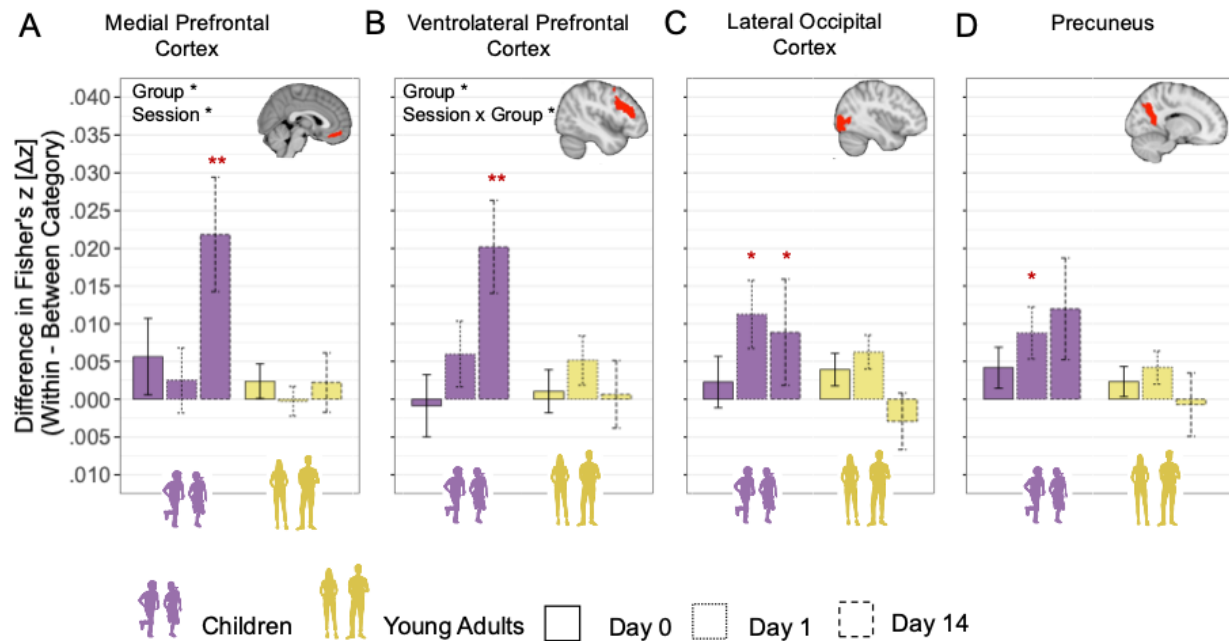 A
Medial Prefrontal
Cortex
B
Ventrolateral Prefrontal
Cortex
C
Lateral Occipital
Cortex
D
Precuneus
Difference in Fisher's z [Δz]
(Within - Between Category)
.040
.035
.030
.025
.020
.015
.010
.005
.000
.005
.010
Group *
Session *
**
Group *
Session x Group *
**
*
*
*
Children
Young Adults
Day 0
Day 1
Day 14